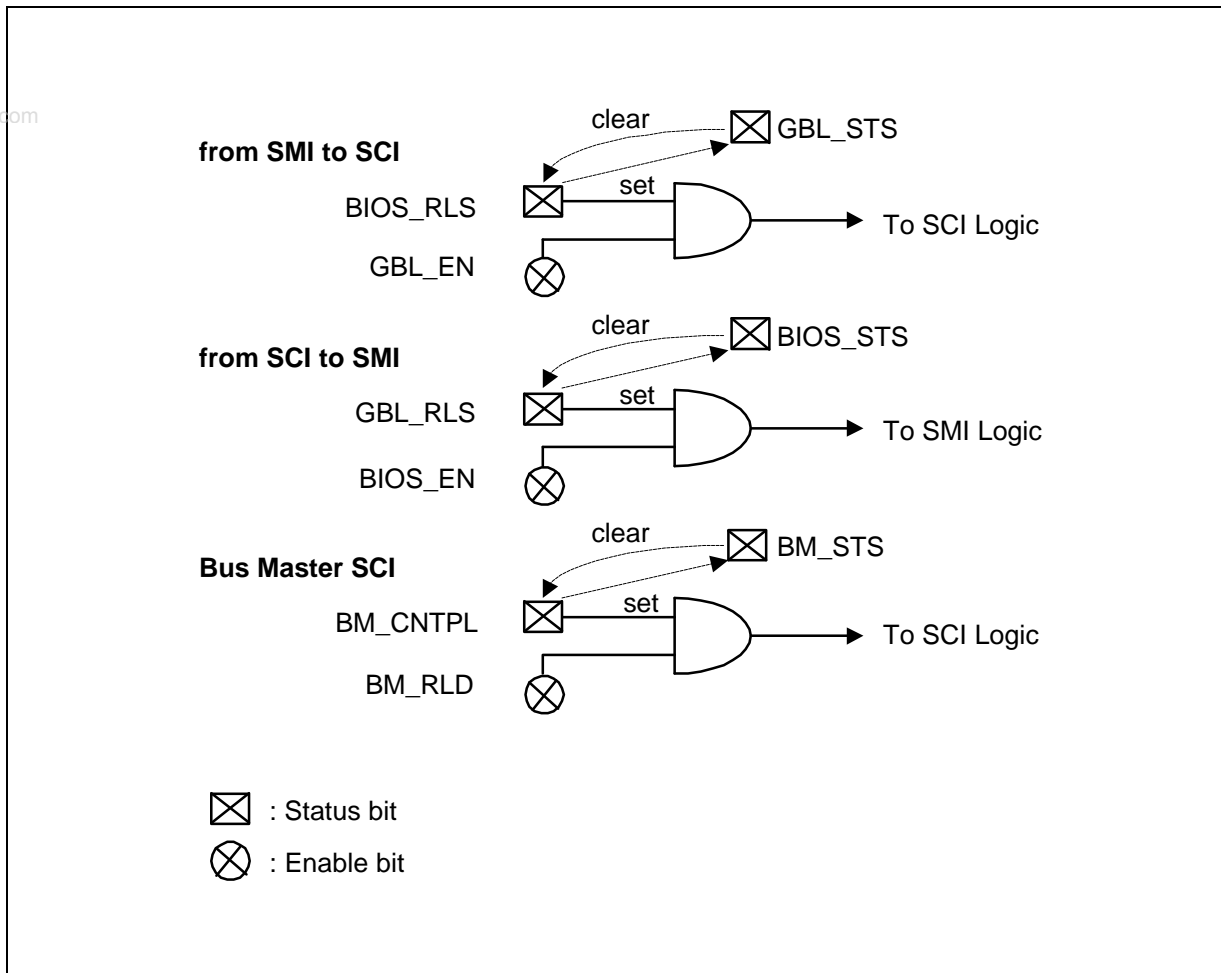 com
clear
GBL_STS
from SMI to SCI
set
BIOS_RLS
To SCI Logic
GBL_EN
clear
BIOS_STS
from SCI to SMI
set
GBL_RLS
To SMI Logic
BIOS_EN
clear
BM_STS
Bus Master SCI
set
BM_CNTPL
To SCI Logic
BM_RLD
: Status bit
: Enable bit